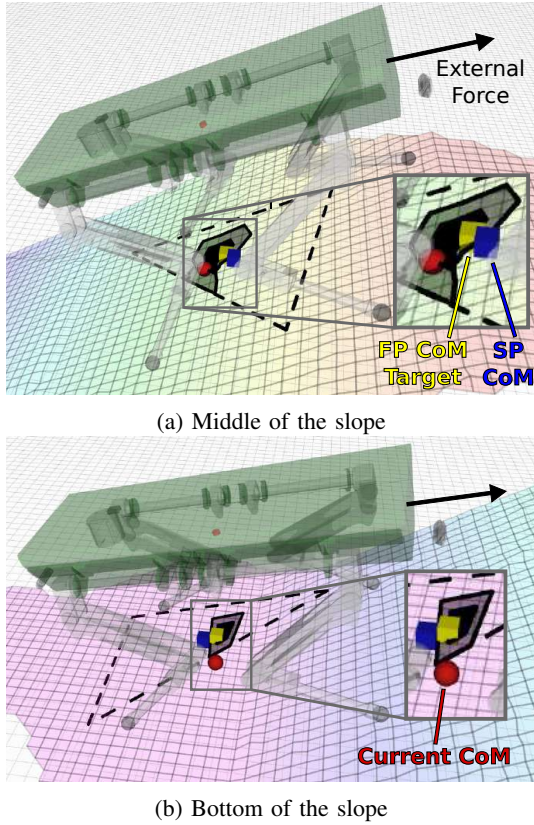 External
Force
FP CoM
Target
SP
CoM
(a) Middle of the slope
Current CoM
(b) Bottom of the slope